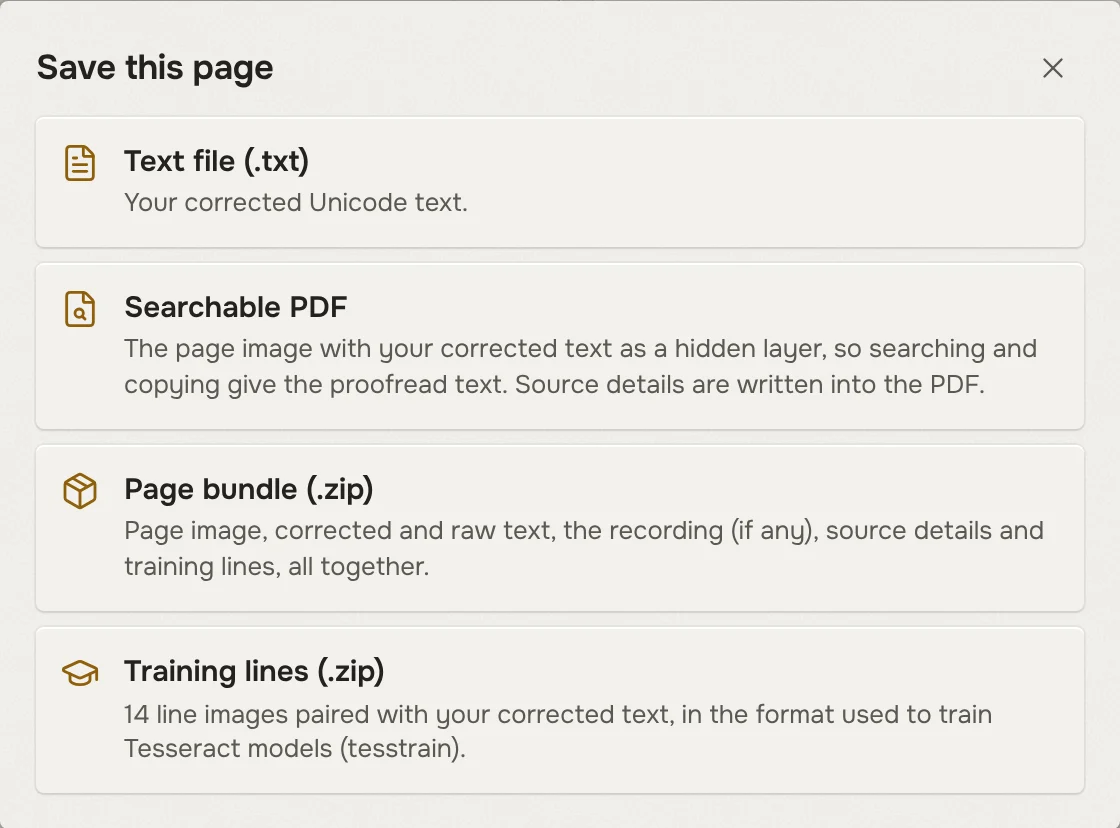 Save this page
Text file (.txt)
Your corrected Unicode text.
Searchable PDF
The page image with your corrected text as a hidden layer, so searching and
copying give the proofread text. Source details are written into the PDF.
Page bundle (.zip)
Page image, corrected and raw text, the recording (if any), source details and
training lines, all together.
Training lines (.zip)
14 line images paired with your corrected text, in the format used to train
Tesseract models (tesstrain).